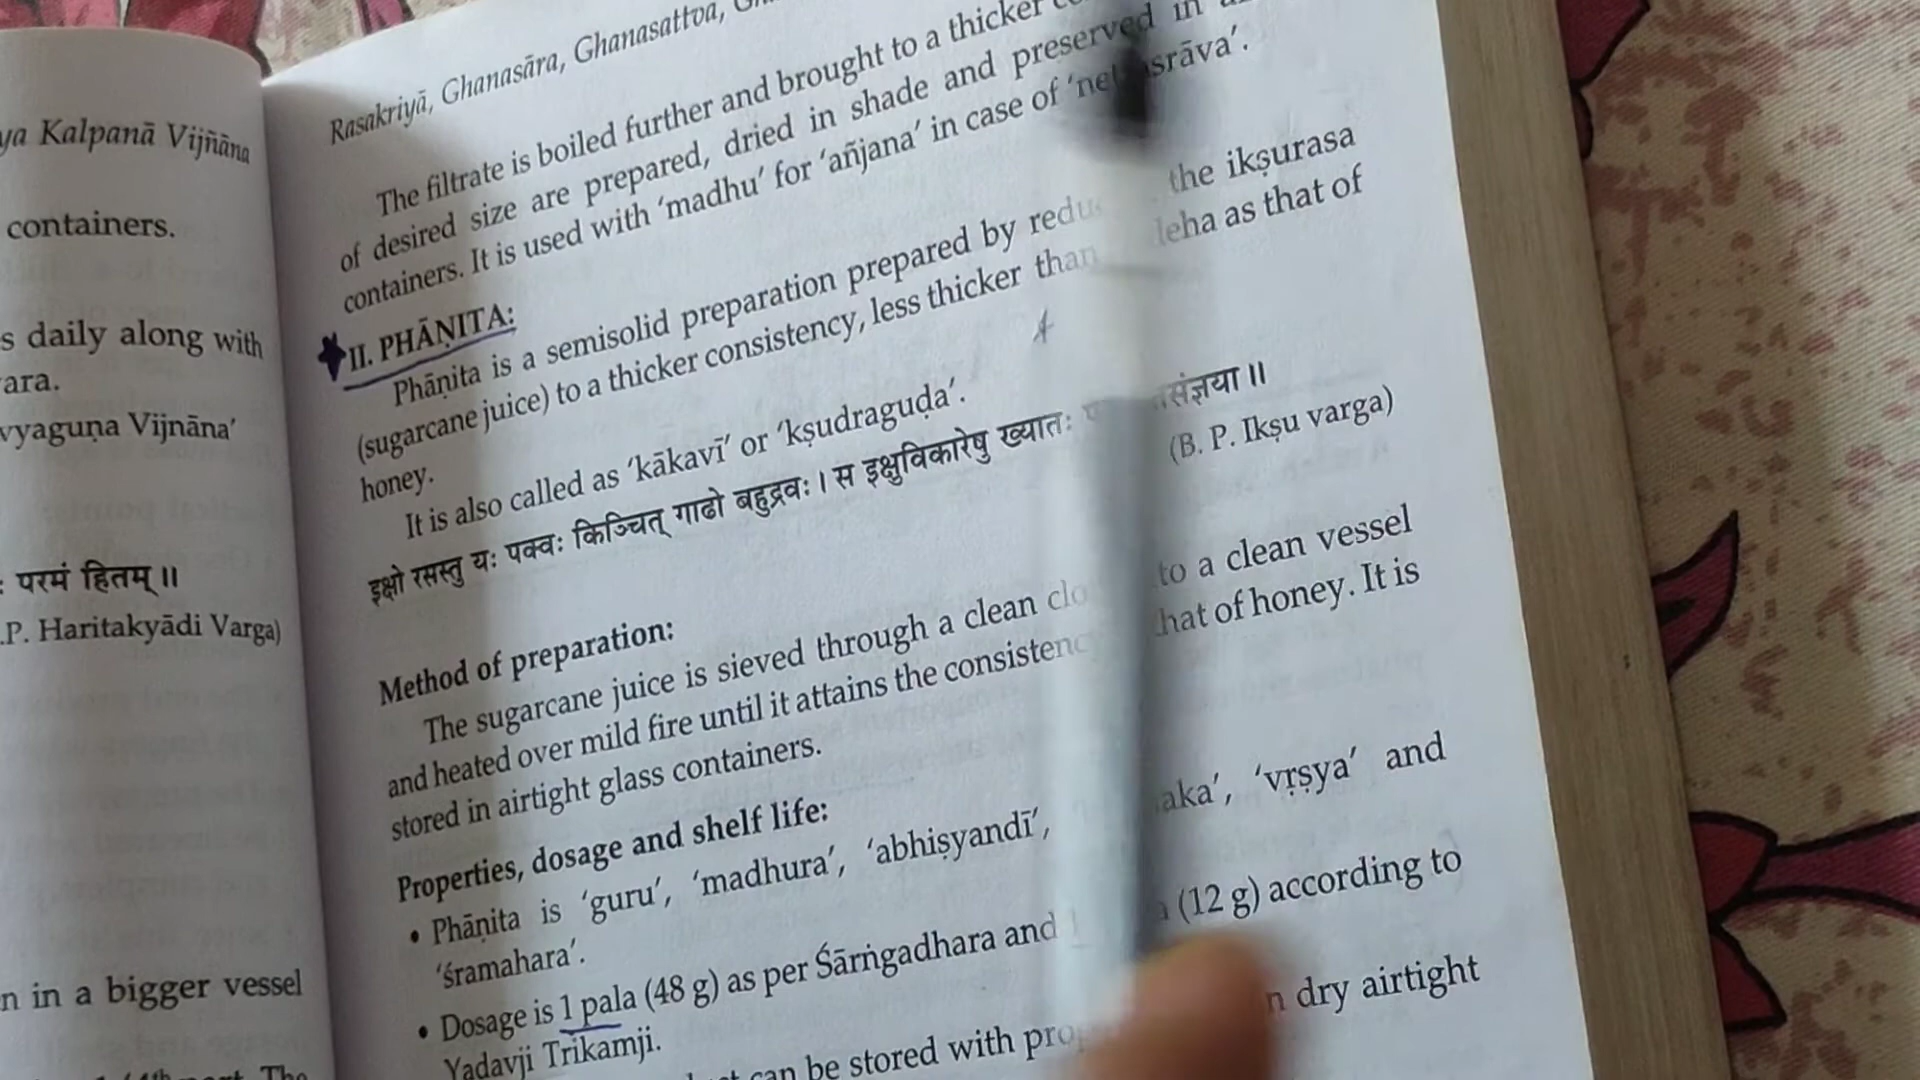 ya Kalpanā Vijñāna
containers.
s daily along with
ara.
vyaguṇa Vijnāna'
: परमं हितम् ॥
.P. Haritakyādi Varga)
n in a bigger vessel
The
Rasakriyā, Ghanasāra, Ghanasattva,
The filtrate is boiled further and brought to a thicker
of desired size are prepared, dried in shade and preserved in
containers. It is used with 'madhu' for 'añjana' in case of
II. PHĀṆITA:
Phāṇita is a semisolid preparation prepared by the ikṣurasa
(sugarcane juice) to a thicker consistency, less thicker than leha as that of
honey.
It is also called as 'kākavī' or 'kṣudraguḍa'.
इक्षो रसस्तु यः पक्वः किञ्चित् गाढो बहुद्रवः । स इक्षुविकारेषु ख्यातः संज्ञया ॥
(B. P. Ikṣu varga)
Method of preparation:
The sugarcane juice is sieved through a clean to a clean vessel
and heated over mild fire until it attains the that of honey. It is
stored in airtight glass containers.
Properties, dosage and shelf life:
• Phāṇita is 'guru', 'madhura', 'abhiṣyandī', 'vṛṣya' and
'śramahara'.
• Dosage is 1 pala (48 g) as per Śārṅgadhara and (12 g) according to
Yadavji Trikamji.
can be stored with dry airtight